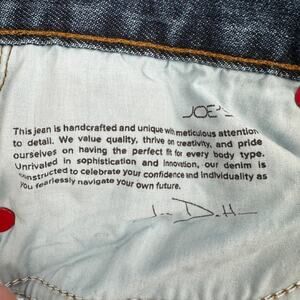 JOE'S
This jean is handcrafted and unique with meticulous attention
to detail. We value quality, thrive on creativity, and pride
ourselves on having the perfect fit for every body type.
Unrivaled in sophistication and innovation, our denim is
constructed to celebrate your confidence and individuality as
you fearlessly navigate your own future.